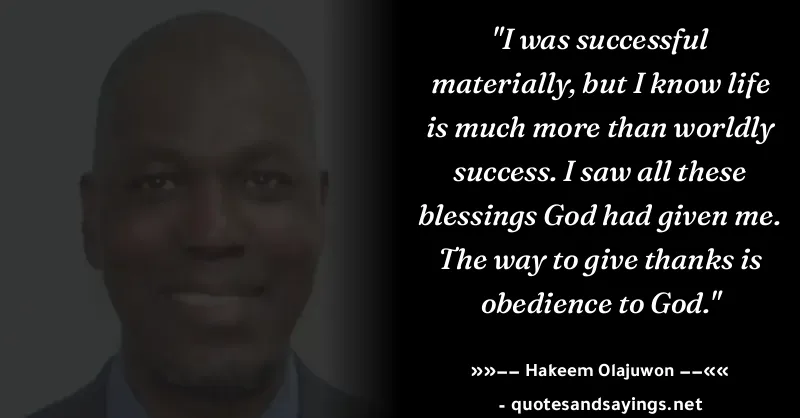 "I was successful
materially, but I know life
is much more than worldly
success. I saw all these
blessings God had given me.
The way to give thanks is
obedience to God."
»»–– Hakeem Olajuwon ––««
- quotesandsayings.net